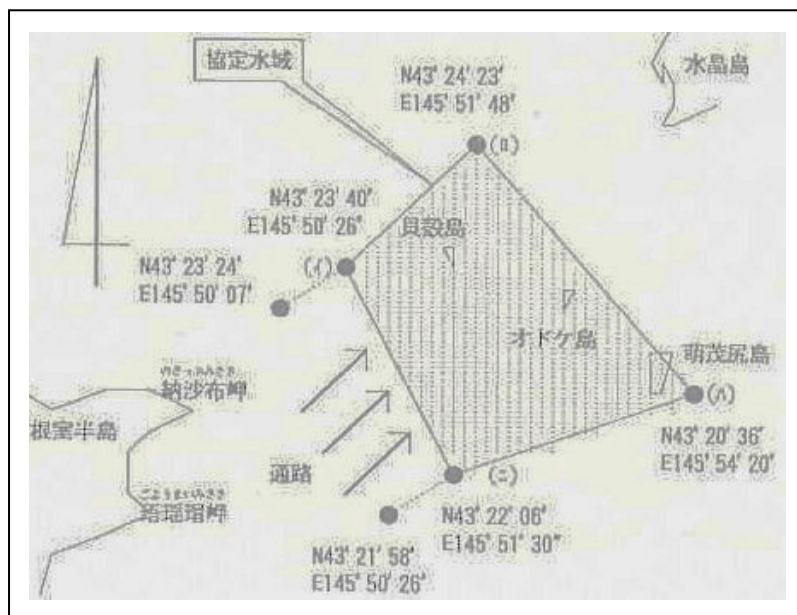 協定水域
N43° 24' 23"
E145° 51' 48"
水晶島
(ロ)
N43° 23' 40"
E145° 50' 26"
貝殻島
N43° 23' 24"
E145° 50' 07"
(イ)
オドケ島
萌茂尻島
のさっぷみさき
納沙布岬
(ハ)
根室半島
N43° 20' 36"
E145° 54' 20"
通路
(ニ)
ごようまいみさき
珸瑶瑁岬
N43° 22' 06"
E145° 51' 30"
N43° 21' 58"
E145° 50' 26"